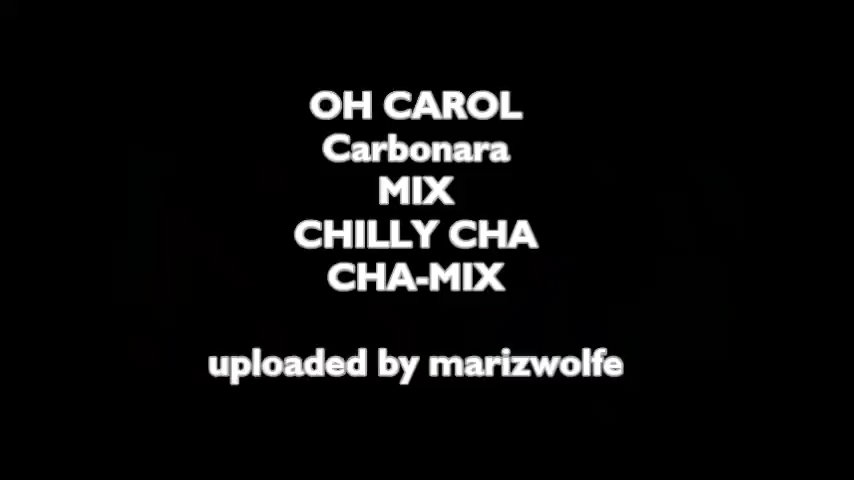 OH CAROL
Carbonara
MIX
CHILLY CHA
CHA-MIX
uploaded by marizwolfe